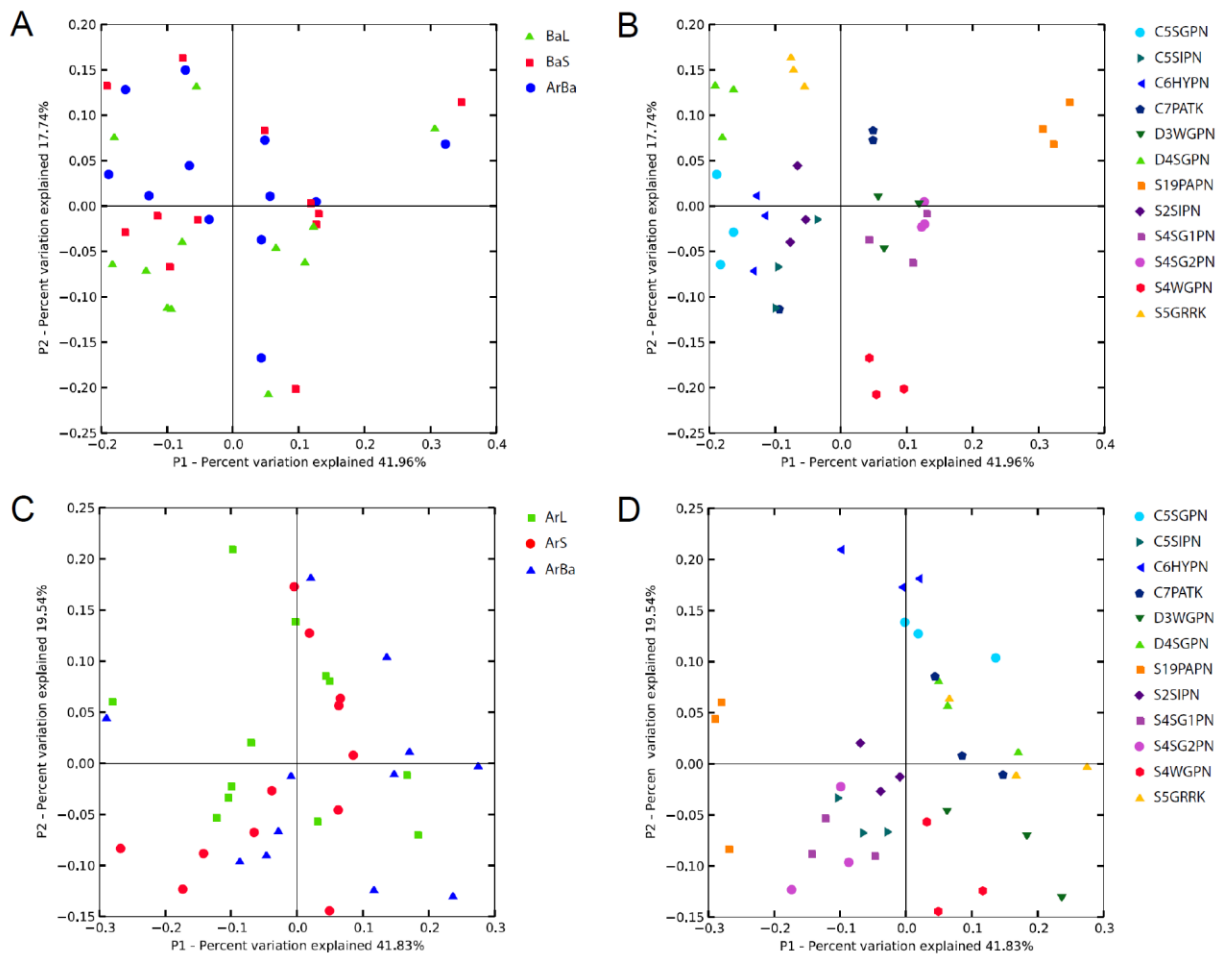 A
0.20
0.15
0.10
0.05
0.00
−0.05
−0.10
−0.15
−0.20
−0.25
P2 - Percent variation explained 17.74%
−0.2
−0.1
0.0
0.1
0.2
0.3
0.4
P1 - Percent variation explained 41.96%
BaL
BaS
ArBa
B
0.20
0.15
0.10
0.05
0.00
−0.05
−0.10
−0.15
−0.20
−0.25
P2 - Percent variation explained 17.74%
−0.2
−0.1
0.0
0.1
0.2
0.3
0.4
P1 - Percent variation explained 41.96%
C5SGPN
C5SIPN
C6HYPN
C7PATK
D3WGPN
D4SGPN
S19PAPN
S2SIPN
S4SG1PN
S4SG2PN
S4WGPN
S5GRRK
C
0.25
0.20
0.15
0.10
0.05
0.00
−0.05
−0.10
−0.15
P2 - Percent variation explained 19.54%
−0.3
−0.2
−0.1
0.0
0.1
0.2
0.3
P1 - Percent variation explained 41.83%
ArL
ArS
ArBa
D
0.25
0.20
0.15
0.10
0.05
0.00
−0.05
−0.10
−0.15
P2 - Percen variation explained 19.54%
−0.3
−0.2
−0.1
0.0
0.1
0.2
0.3
P1 - Percent variation explained 41.83%
C5SGPN
C5SIPN
C6HYPN
C7PATK
D3WGPN
D4SGPN
S19PAPN
S2SIPN
S4SG1PN
S4SG2PN
S4WGPN
S5GRRK